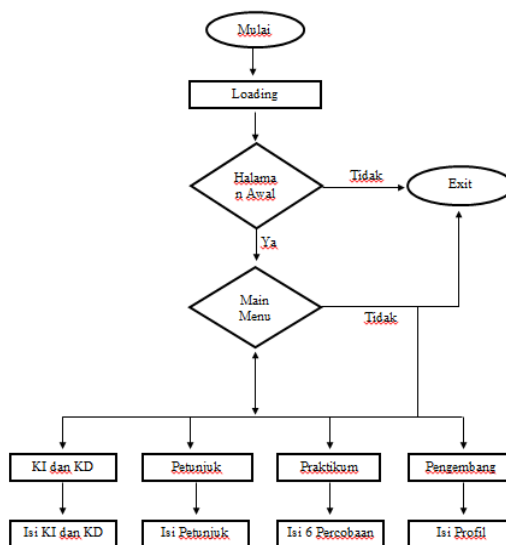 Mulai
Loading
Halama
n Awal
Tidak
Exit
Ya
Main
Menu
Tidak
KI dan KD
Petunjuk
Praktikum
Pengembang
Isi KI dan KD
Isi Petunjuk
Isi 6 Percobaan
Isi Profil